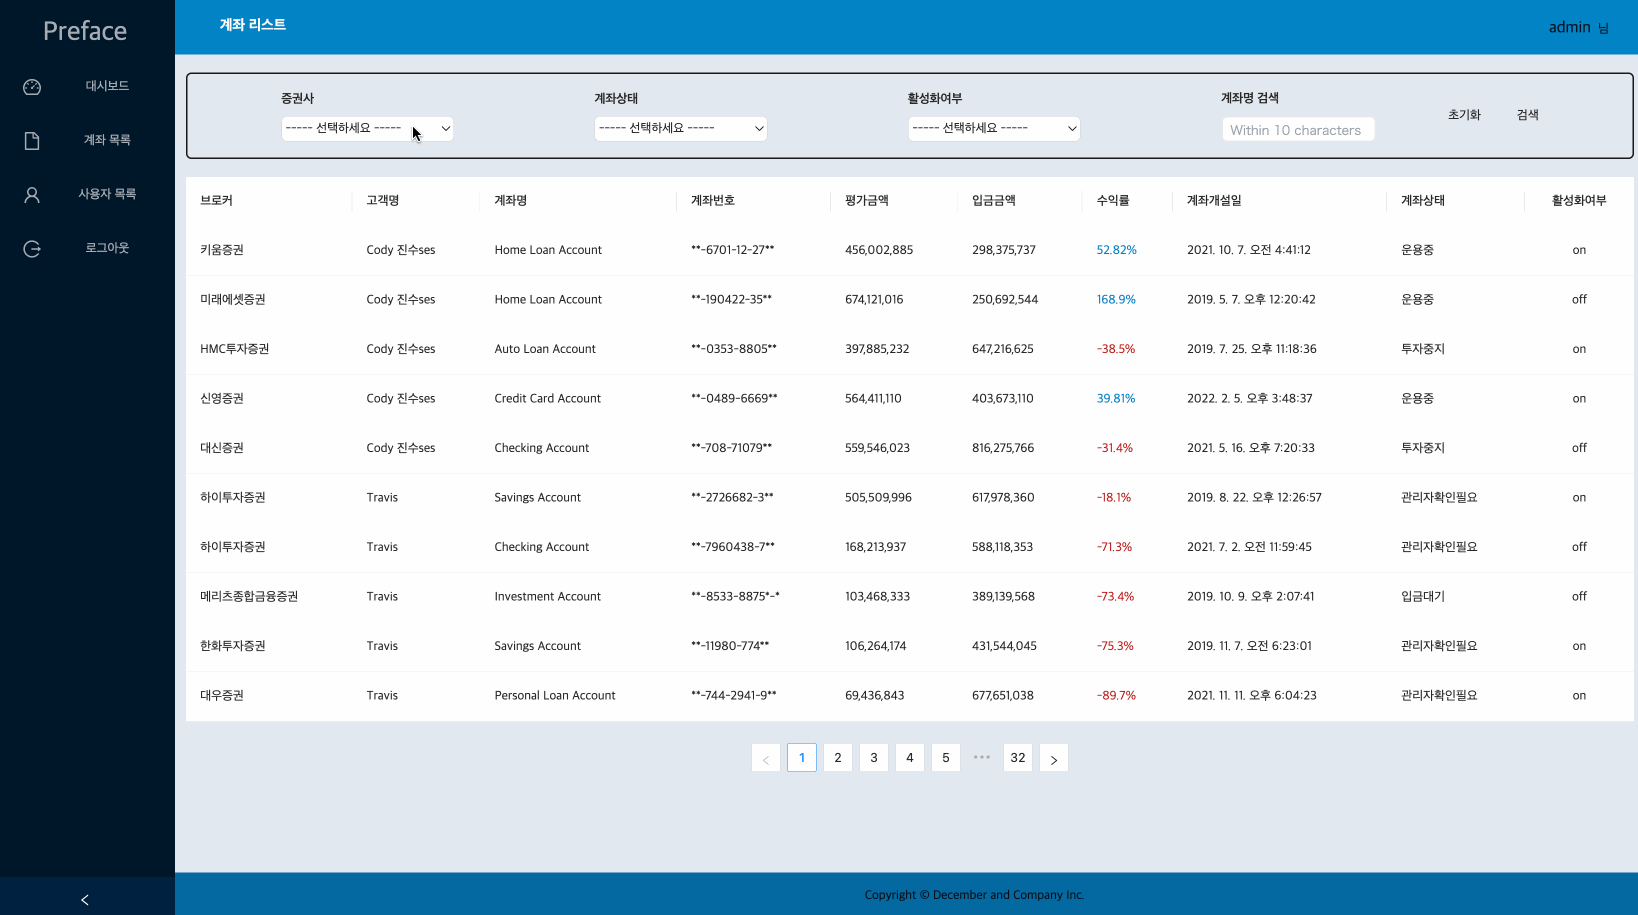 Preface
대시보드
계좌 목록
사용자 목록
로그아웃
계좌 리스트
admin 님
증권사 계좌상태 활성화여부 계좌명 검색
----- 선택하세요 ----- ----- 선택하세요 ----- ----- 선택하세요 ----- Within 10 characters 초기화 검색
브로커 고객명 계좌명 계좌번호 평가금액 입금금액 수익률 계좌개설일 계좌상태 활성화여부
키움증권 Cody 진수ses Home Loan Account **-6701-12-27** 456,002,885 298,375,737 52.82% 2021. 10. 7. 오전 4:41:12 운용중 on
미래에셋증권 Cody 진수ses Home Loan Account **-190422-35** 674,121,016 250,692,544 168.9% 2019. 5. 7. 오후 12:20:42 운용중 off
HMC투자증권 Cody 진수ses Auto Loan Account **-0353-8805** 397,885,232 647,216,625 -38.5% 2019. 7. 25. 오후 11:18:36 투자중지 on
신영증권 Cody 진수ses Credit Card Account **-0489-6669** 564,411,110 403,673,110 39.81% 2022. 2. 5. 오후 3:48:37 운용중 on
대신증권 Cody 진수ses Checking Account **-708-71079** 559,546,023 816,275,766 -31.4% 2021. 5. 16. 오후 7:20:33 투자중지 off
하이투자증권 Travis Savings Account **-2726682-3** 505,509,996 617,978,360 -18.1% 2019. 8. 22. 오후 12:26:57 관리자확인필요 on
하이투자증권 Travis Checking Account **-7960438-7** 168,213,937 588,118,353 -71.3% 2021. 7. 2. 오전 11:59:45 관리자확인필요 off
메리츠종합금융증권 Travis Investment Account **-8533-8875*-* 103,468,333 389,139,568 -73.4% 2019. 10. 9. 오후 2:07:41 입금대기 off
한화투자증권 Travis Savings Account **-11980-774** 106,264,174 431,544,045 -75.3% 2019. 11. 7. 오전 6:23:01 관리자확인필요 on
대우증권 Travis Personal Loan Account **-744-2941-9** 69,436,843 677,651,038 -89.7% 2021. 11. 11. 오후 6:04:23 관리자확인필요 on
< 1 2 3 4 5 ••• 32 >
<
Copyright © December and Company Inc.